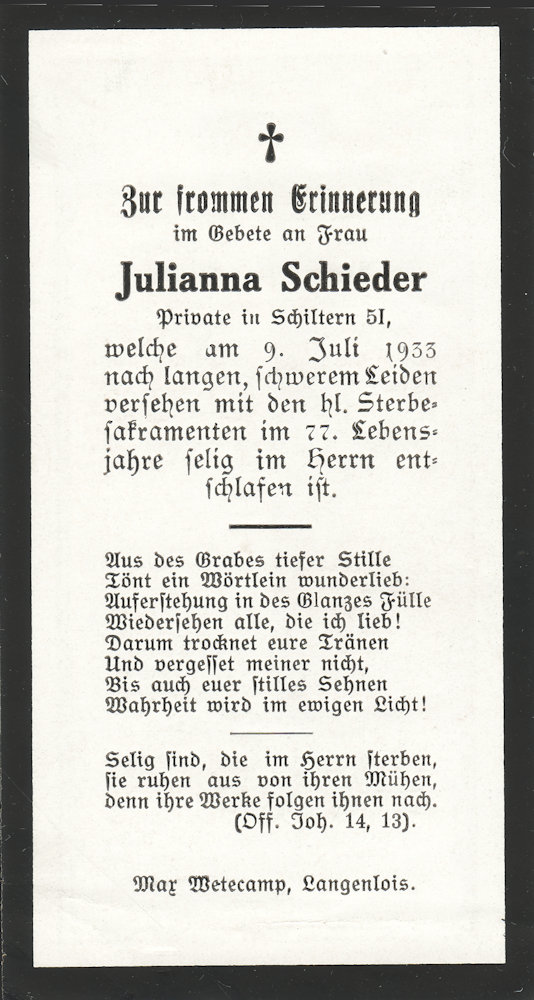 Zur frommen Erinnerung
im Gebete an Frau
Julianna Schieder
Private in Schiltern 51,
welche am 9. Juli 1933
nach langen, schwerem Leiden
versehen mit den hl. Sterbe-
sakramenten im 77. Lebens-
jahre selig im Herrn ent-
schlafen ist.
Aus des Grabes tiefer Stille
Tönt ein Wörtlein wunderlieb:
Auferstehung in des Glanzes Fülle
Wiedersehen alle, die ich lieb!
Darum trocknet eure Tränen
Und vergesset meiner nicht,
Bis auch euer stilles Sehnen
Wahrheit wird im ewigen Licht!
Selig sind, die im Herrn sterben,
sie ruhen aus von ihren Mühen,
denn ihre Werke folgen ihnen nach.
(Off. Joh. 14, 13).
Max Wetecamp, Langenlois.